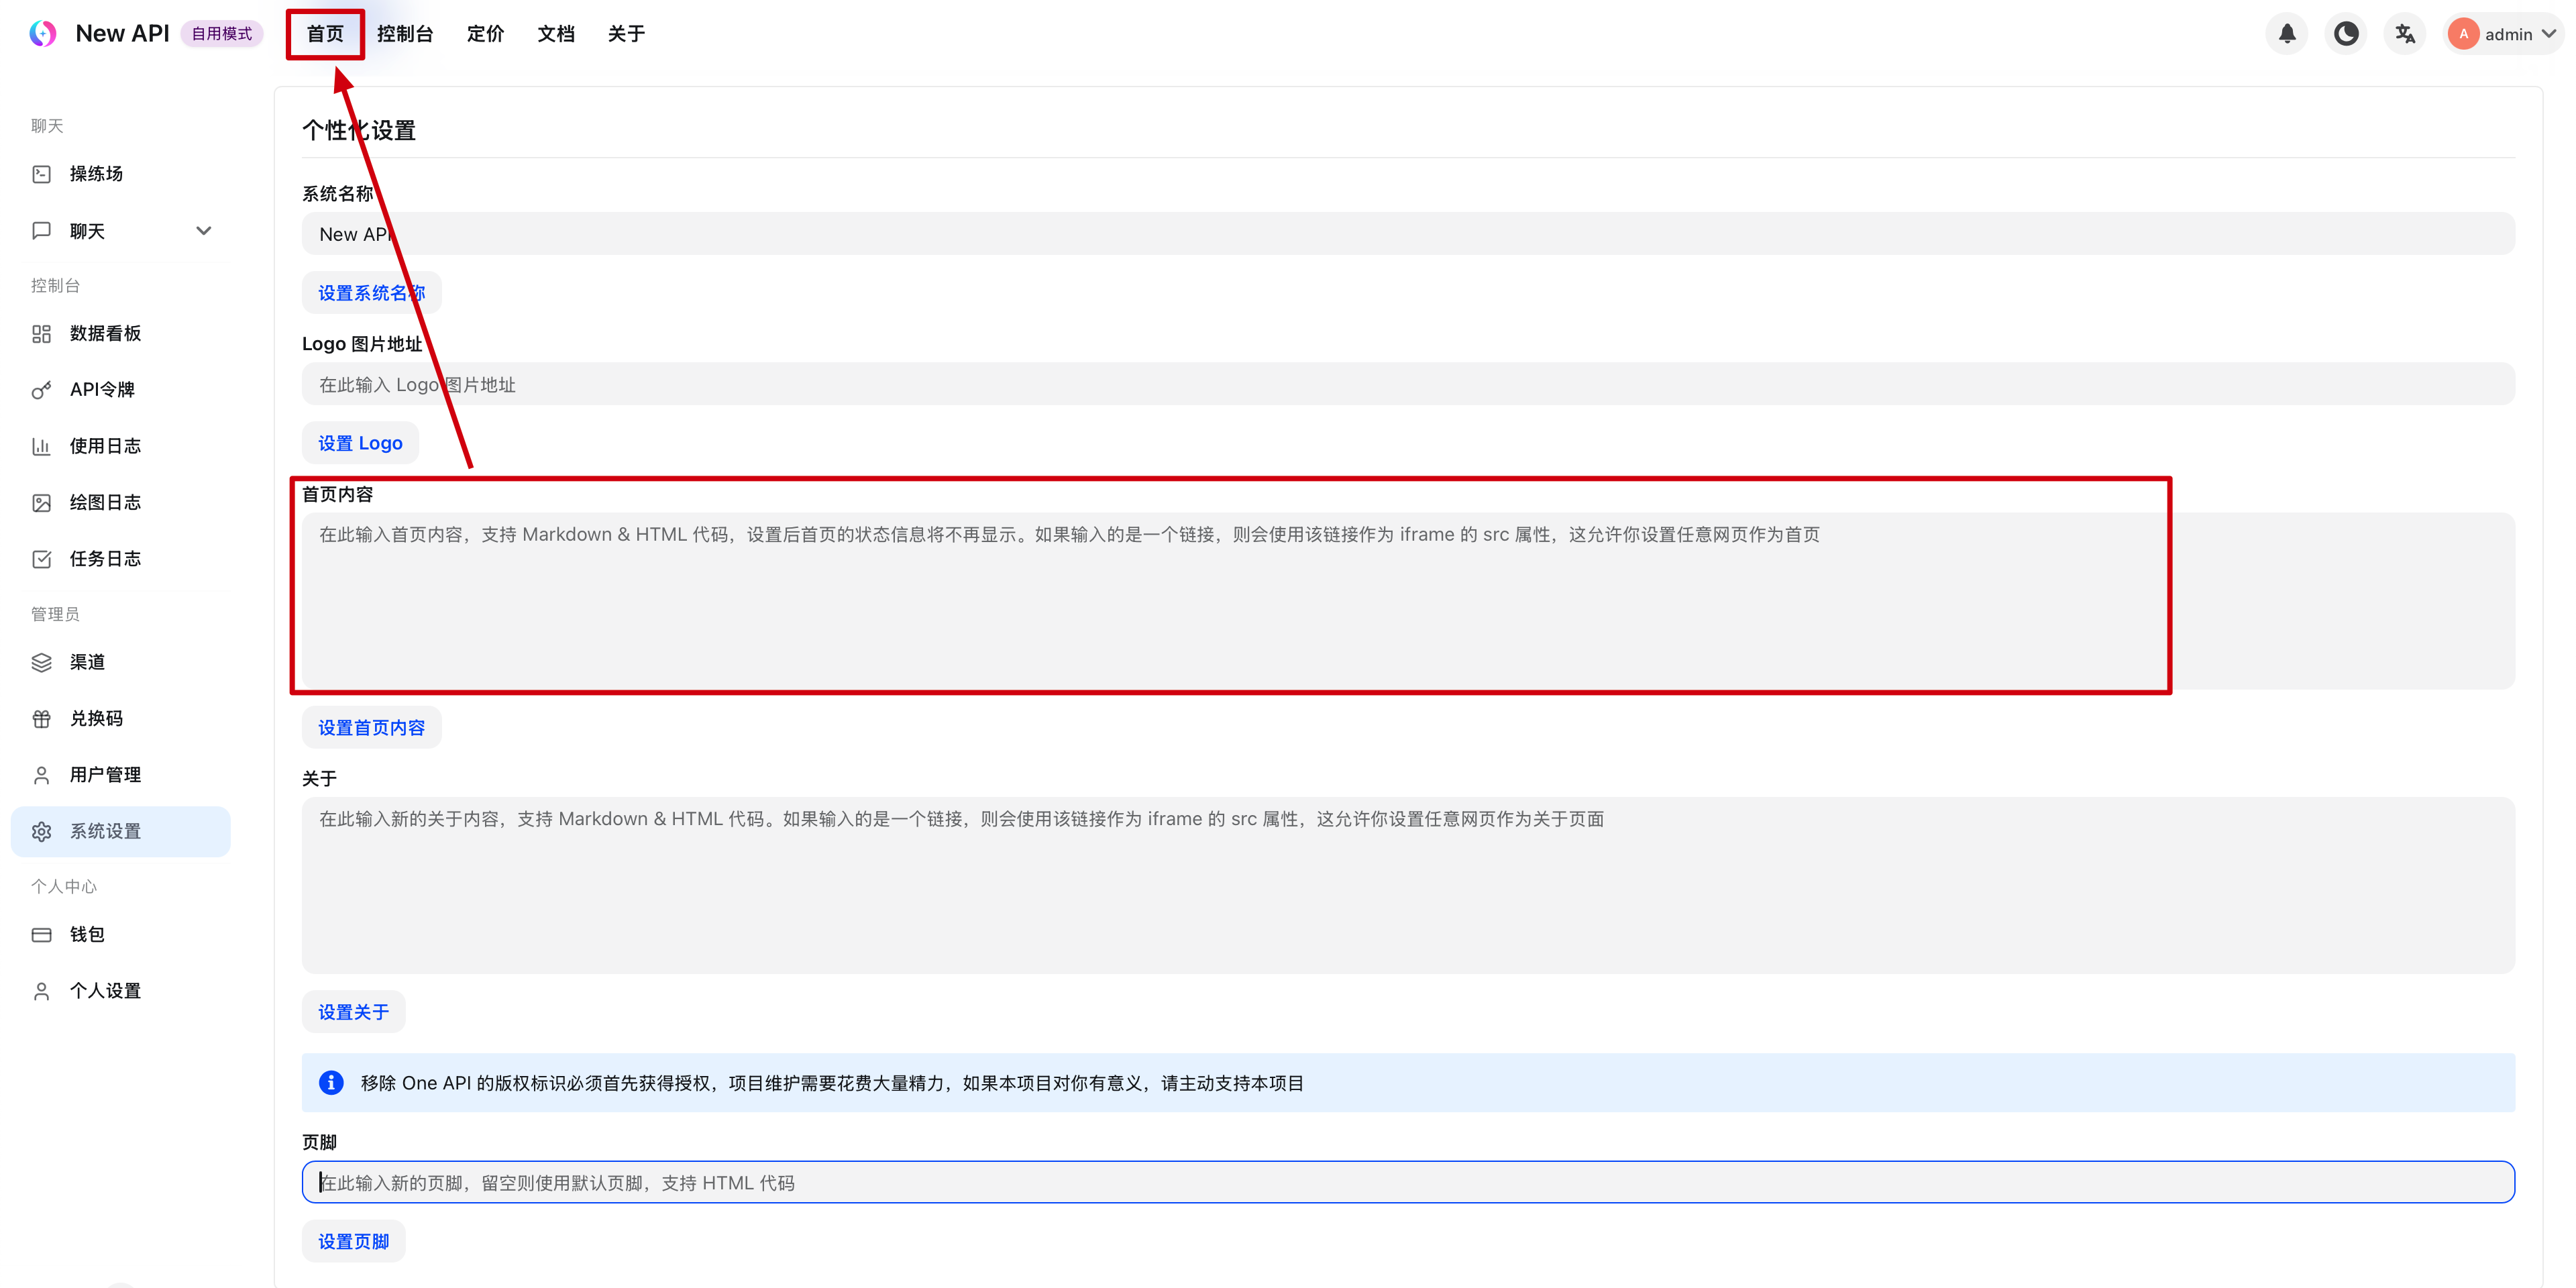 New API 自用模式 首页 控制台 定价 文档 关于 A admin
聊天
操练场
聊天
控制台
数据看板
API令牌
使用日志
绘图日志
任务日志
管理员
渠道
兑换码
用户管理
系统设置
个人中心
钱包
个人设置
个性化设置
系统名称
New API
设置系统名称
Logo 图片地址
在此输入 Logo 图片地址
设置 Logo
首页内容
在此输入首页内容，支持 Markdown & HTML 代码，设置后首页的状态信息将不再显示。如果输入的是一个链接，则会使用该链接作为 iframe 的 src 属性，这允许你设置任意网页作为首页
设置首页内容
关于
在此输入新的关于内容，支持 Markdown & HTML 代码。如果输入的是一个链接，则会使用该链接作为 iframe 的 src 属性，这允许你设置任意网页作为关于页面
设置关于
移除 One API 的版权标识必须首先获得授权，项目维护需要花费大量精力，如果本项目对你有意义，请主动支持本项目
页脚
在此输入新的页脚，留空则使用默认页脚，支持 HTML 代码
设置页脚